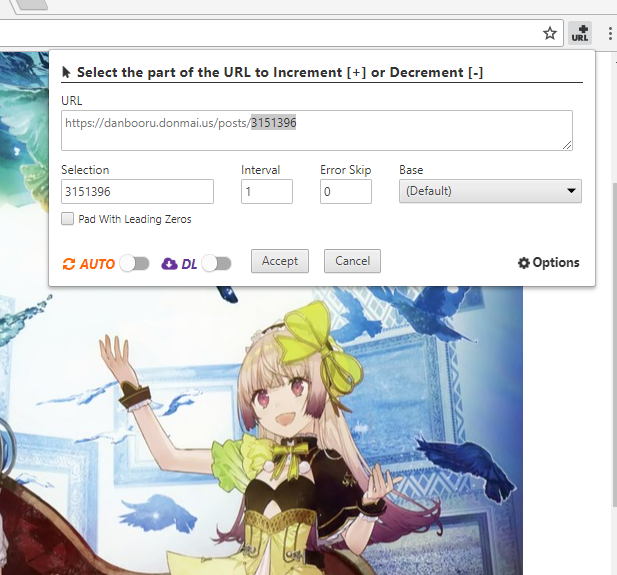 URL
Select the part of the URL to Increment [+] or Decrement [-]
URL
https://danbooru.donmai.us/posts/3151396
Selection Interval Error Skip Base
3151396 1 0 (Default)
Pad With Leading Zeros
AUTO DL Accept Cancel Options